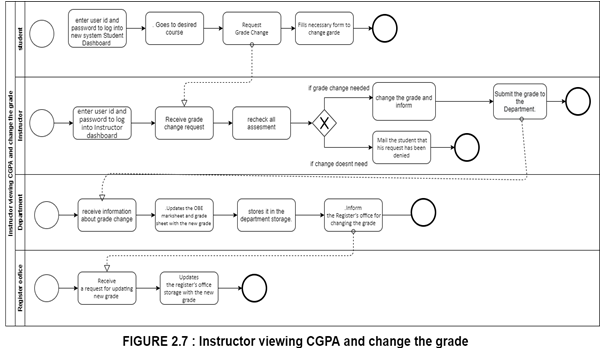 Instructor viewing CGPA and change the grade
student
enter user id and
password to log into
new system Student
Dashboard
Goes to desired
course
Request
Grade Change
Fills necessary form to
change garde
Instructor
enter user id and
password to log
into Instructor
dashboard
Receive grade
change request
recheck all
assesment
X
if grade change needed
change the grade and
inform
Submit the grade to
the
Department.
if change doesnt need
Mail the student that
his request has been
denied
Department
receive information
about grade change
.Updates the OBE
marksheet and grade
sheet with the new grade
stores it in the
department storage.
.Inform
the Register's office for
changing the grade
Register office
Receive
a request for updating
new grade
Updates
the register's office
storage with the new
grade
FIGURE 2.7 : Instructor viewing CGPA and change the grade